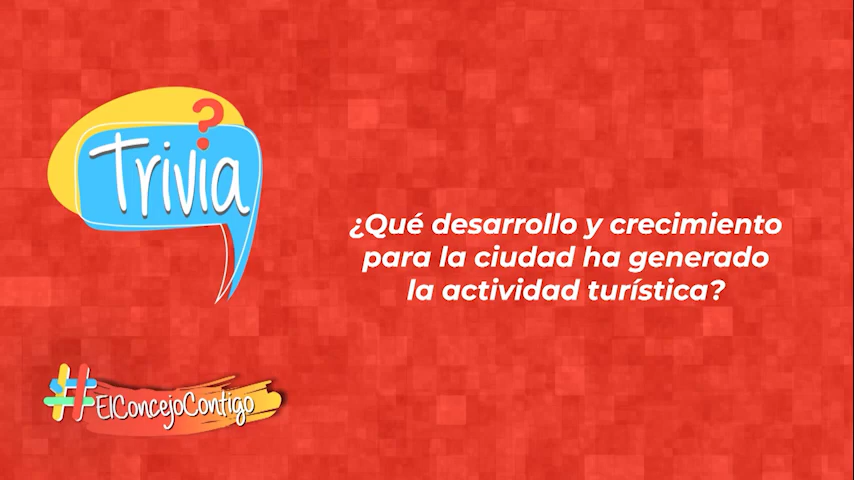 ?
Trivia
¿Qué desarrollo y crecimiento
para la ciudad ha generado
la actividad turística?
#ElConcejoContigo